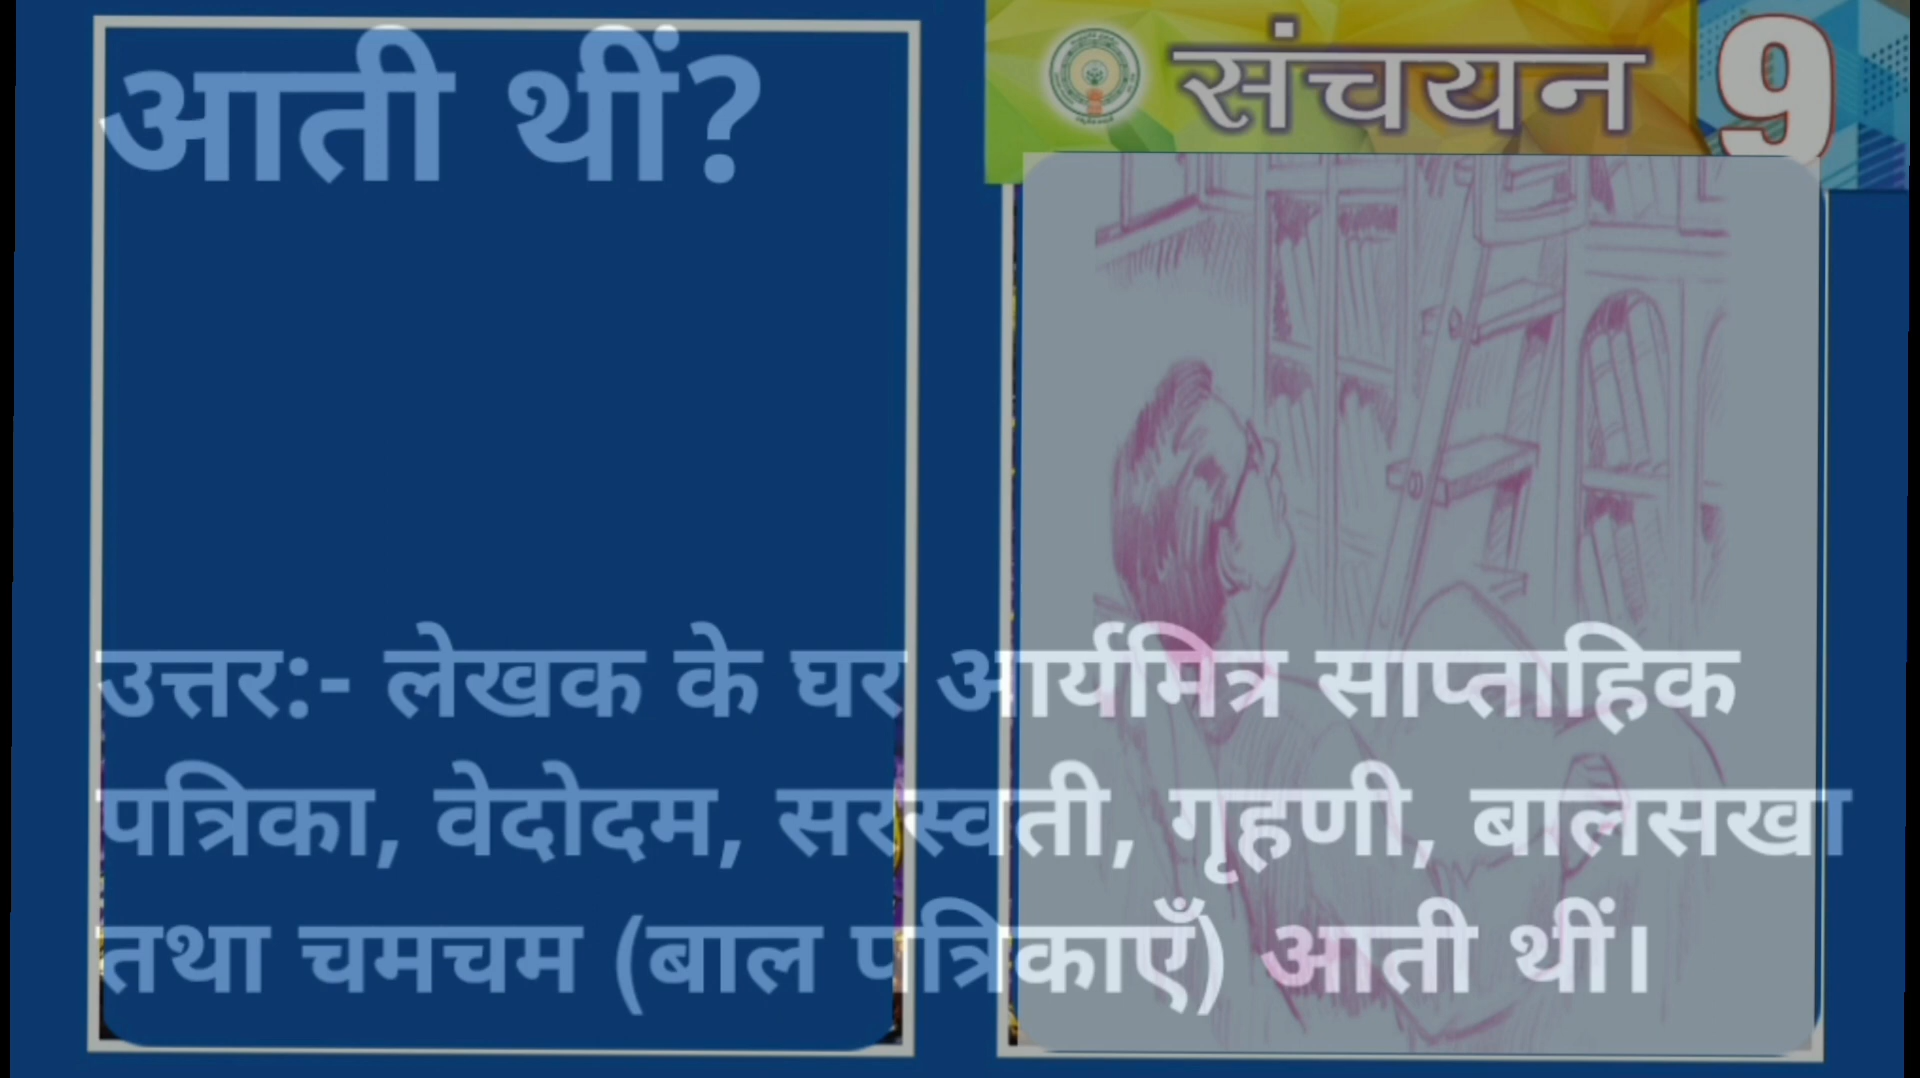 आती थीं?
संचयन 9
उत्तर:- लेखक के घर आर्यमित्र साप्ताहिक
पत्रिका, वेदोदम, सरस्वती, गृहणी, बालसखा
तथा चमचम (बाल पत्रिकाएँ) आती थीं।